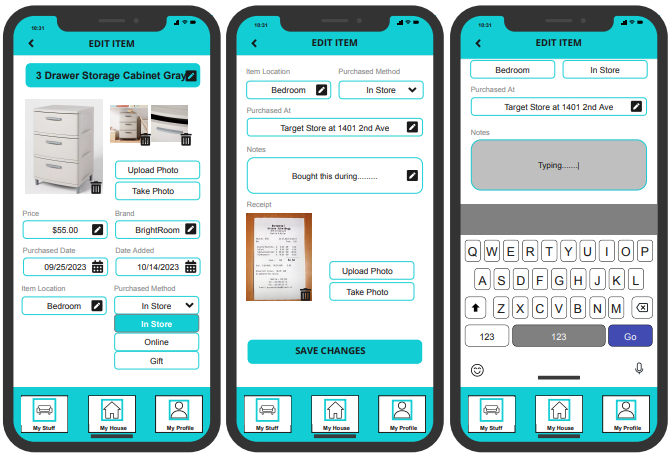 10:31
EDIT ITEM
3 Drawer Storage Cabinet Gray
Upload Photo
Take Photo
Price
Brand
$55.00
BrightRoom
Purchased Date
Date Added
09/25/2023
10/14/2023
Item Location
Purchased Method
Bedroom
In Store
In Store
Online
Gift
My Stuff
My House
My Profile
10:31
EDIT ITEM
Item Location
Purchased Method
Bedroom
In Store
Purchased At
Target Store at 1401 2nd Ave
Notes
Bought this during.........
Receipt
Upload Photo
Take Photo
SAVE CHANGES
My Stuff
My House
My Profile
10:31
EDIT ITEM
Bedroom
In Store
Purchased At
Target Store at 1401 2nd Ave
Notes
Typing.......|
Q W E R T Y U I O P
A S D F G H J K L
Z X C V B N M
123
123
Go
My Stuff
My House
My Profile